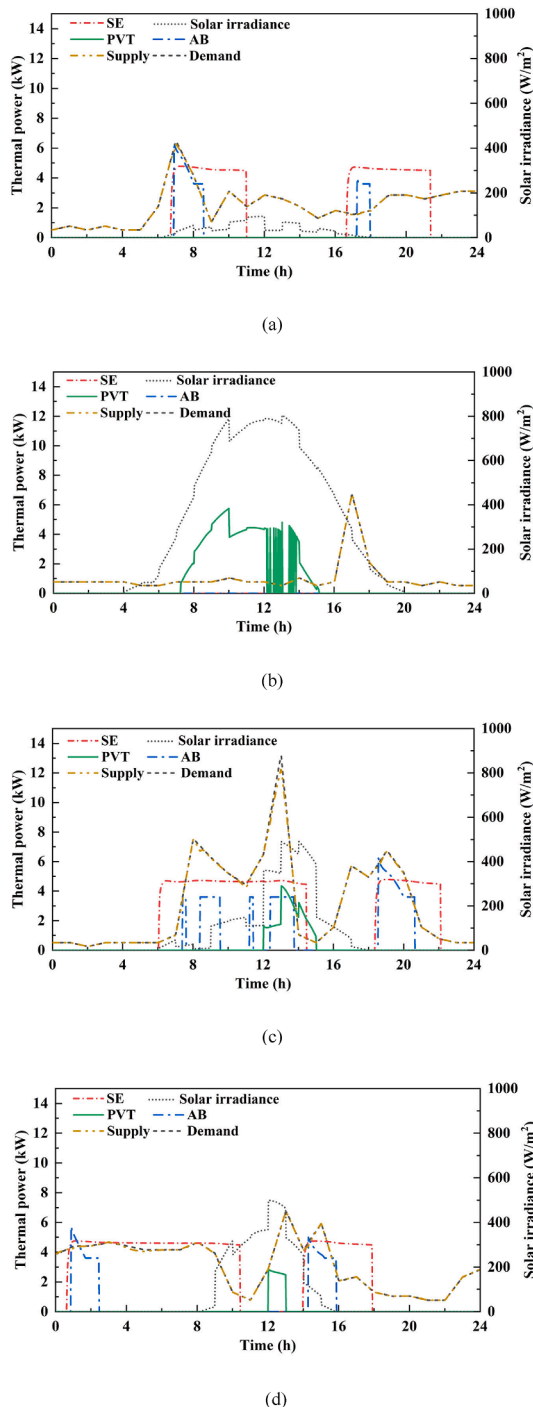 SE Solar irradiance
PVT AB
Supply Demand
Thermal power (kW)
14
12
10
8
6
4
2
0
Solar irradiance (W/m²)
1000
800
600
400
200
0
0 4 8 12 16 20 24
Time (h)
(a)
SE Solar irradiance
PVT AB
Supply Demand
Thermal power (kW)
14
12
10
8
6
4
2
0
Solar irradiance (W/m²)
1000
800
600
400
200
0
0 4 8 12 16 20 24
Time (h)
(b)
SE Solar irradiance
PVT AB
Supply Demand
Thermal power (kW)
14
12
10
8
6
4
2
0
Solar irradiance (W/m²)
1000
800
600
400
200
0
0 4 8 12 16 20 24
Time (h)
(c)
SE Solar irradiance
PVT AB
Supply Demand
Thermal power (kW)
14
12
10
8
6
4
2
0
Solar irradiance (W/m²)
1000
800
600
400
200
0
0 4 8 12 16 20 24
Time (h)
(d)